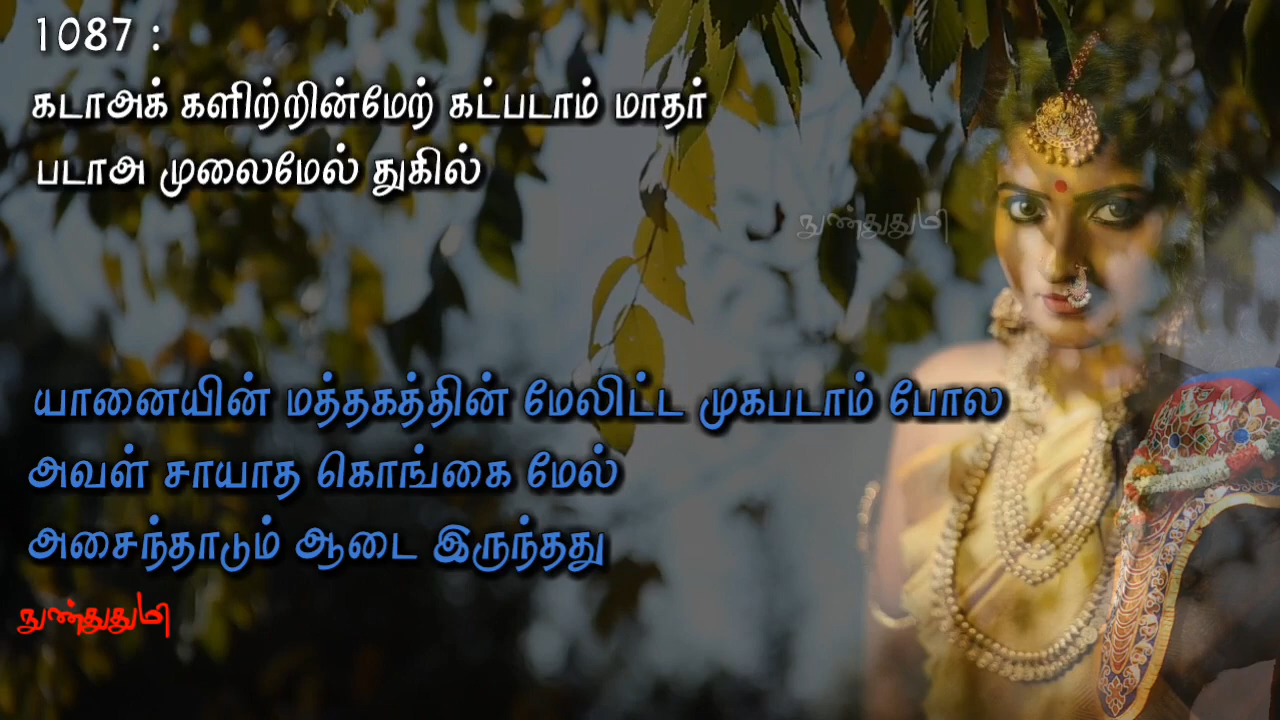 1087 :
கடாஅக் களிற்றின்மேற் கட்படாம் மாதர்
படாஅ முலைமேல் துகில்
நுண்துதுமி
யானையின் மத்தகத்தின் மேலிட்ட முகபடாம் போல
அவள் சாயாத கொங்கை மேல்
அசைந்தாடும் ஆடை இருந்தது
நுண்துதுமி